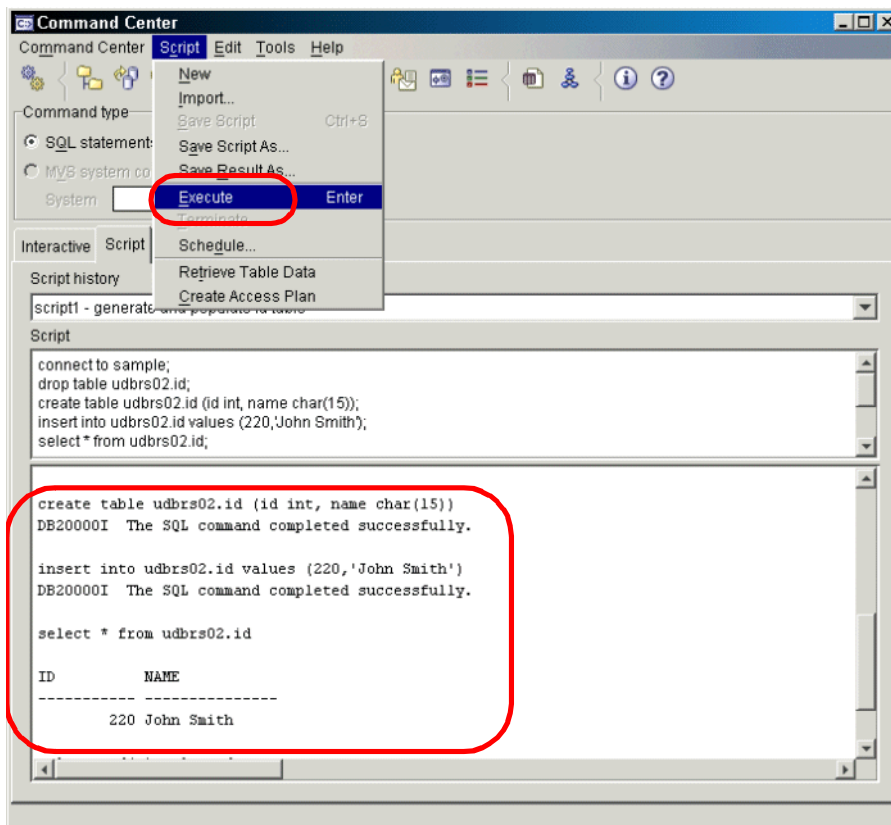 Command Center
Command Center Script Edit Tools Help
New
Import...
Save Script Ctrl+S
Save Script As...
Save Result As...
Execute Enter
Terminate
Schedule...
Retrieve Table Data
Create Access Plan
Command type
SQL statements
MVS system co
System
Interactive Script
Script history
script1 - generate and populate id table
Script
connect to sample;
drop table udbrs02.id;
create table udbrs02.id (id int, name char(15));
insert into udbrs02.id values (220,'John Smith');
select * from udbrs02.id;
create table udbrs02.id (id int, name char(15))
DB20000I The SQL command completed successfully.
insert into udbrs02.id values (220,'John Smith')
DB20000I The SQL command completed successfully.
select * from udbrs02.id
ID NAME
----------- ---------------
220 John Smith